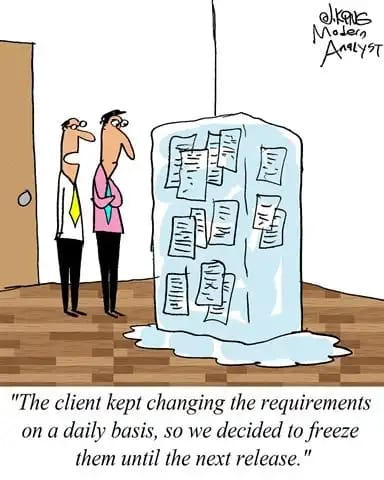 J.KONG
Modern
Analyst
"The client kept changing the requirements
on a daily basis, so we decided to freeze
them until the next release."